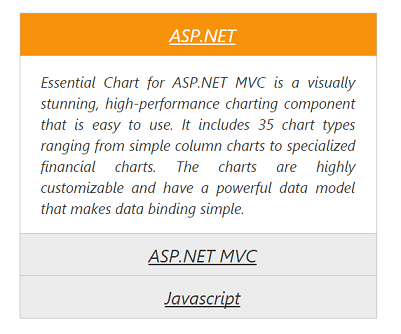 ASP.NET
Essential Chart for ASP.NET MVC is a visually
stunning, high-performance charting component
that is easy to use. It includes 35 chart types
ranging from simple column charts to specialized
financial charts. The charts are highly
customizable and have a powerful data model
that makes data binding simple.
ASP.NET MVC
Javascript